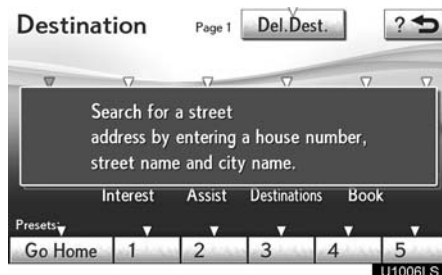 Destination Page 1 Del.Dest. ?
Search for a street
address by entering a house number,
street name and city name.
Interest Assist Destinations Book
Presets:
Go Home 1 2 3 4 5
U1006LS